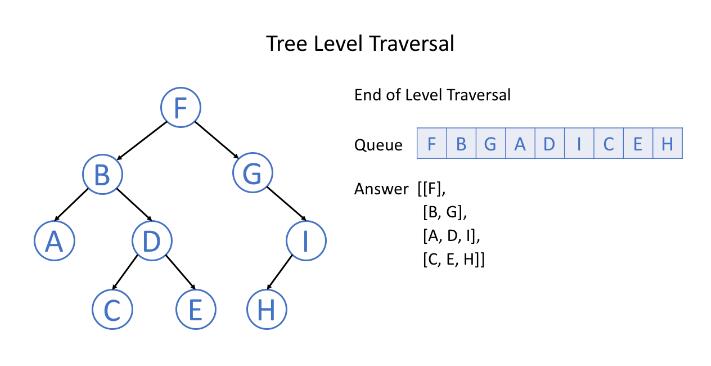 Tree Level Traversal
F
B
G
A
D
I
C
E
H
End of Level Traversal
Queue F B G A D I C E H
Answer [[F],
[B, G],
[A, D, I],
[C, E, H]]